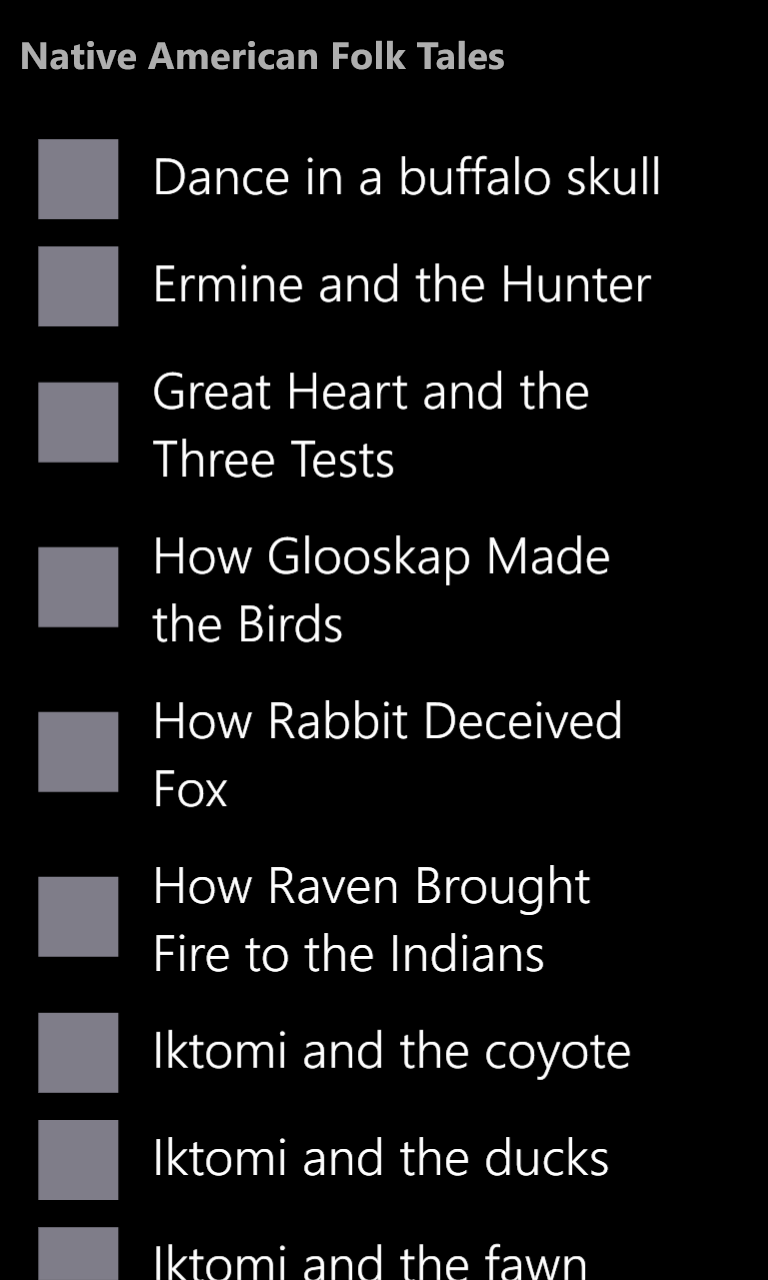 Native American Folk Tales
Dance in a buffalo skull
Ermine and the Hunter
Great Heart and the
Three Tests
How Glooskap Made
the Birds
How Rabbit Deceived
Fox
How Raven Brought
Fire to the Indians
Iktomi and the coyote
Iktomi and the ducks
Iktomi and the fawn